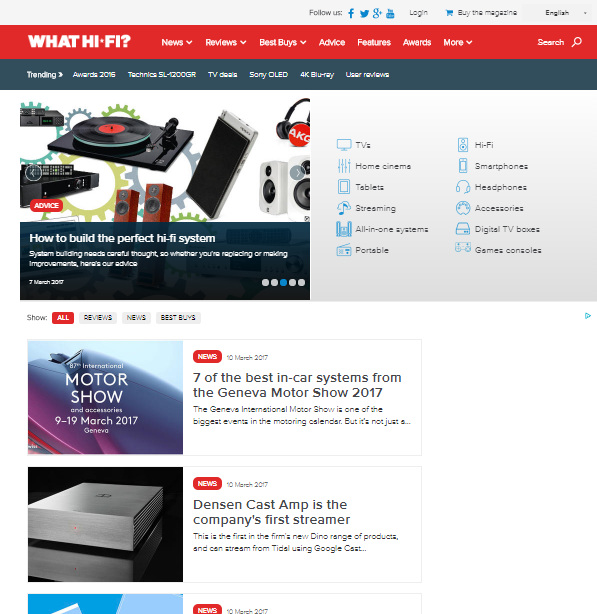 Follow us:
Login
Buy the magazine
English
WHAT HI-FI?
News
Reviews
Best Buys
Advice
Features
Awards
More
Search
Trending
Awards 2016
Technics SL-1200GR
TV deals
Sony OLED
4K Blu-ray
User reviews
AKG
ADVICE
How to build the perfect hi-fi system
System building needs careful thought, so whether you're replacing or making
improvements, here's our advice
7 March 2017
TVs
Hi-Fi
Home cinema
Smartphones
Tablets
Headphones
Streaming
Accessories
All-in-one systems
Digital TV boxes
Portable
Games consoles
Show:
ALL
REVIEWS
NEWS
BEST BUYS
87th International
MOTOR
SHOW
and accessories
9–19 March 2017
Geneva
NEWS
10 March 2017
7 of the best in-car systems from
the Geneva Motor Show 2017
The Geneva International Motor Show is one of the
biggest events in the motoring calendar. But it's not just a...
NEWS
10 March 2017
Densen Cast Amp is the
company's first streamer
This is the first in the firm's new Dino range of products,
and can stream from Tidal using Google Cast...
NEWS
10 March 2017